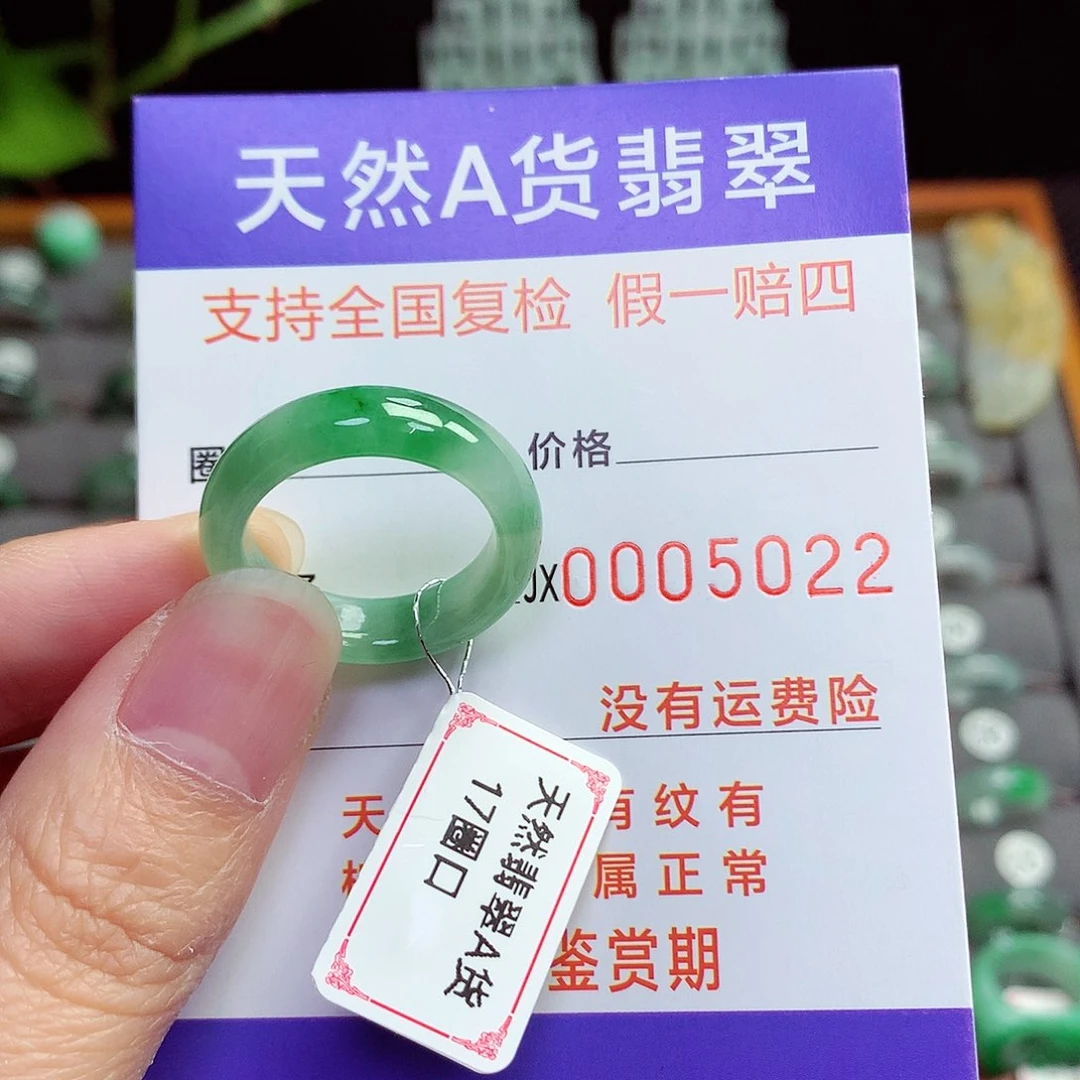 天然A货翡翠
支持全国复检 假一赔四
圈 价格
JX0005022
没有运费险
天 有纹有
属正常
鉴赏期
天然翡翠A货
17圈口